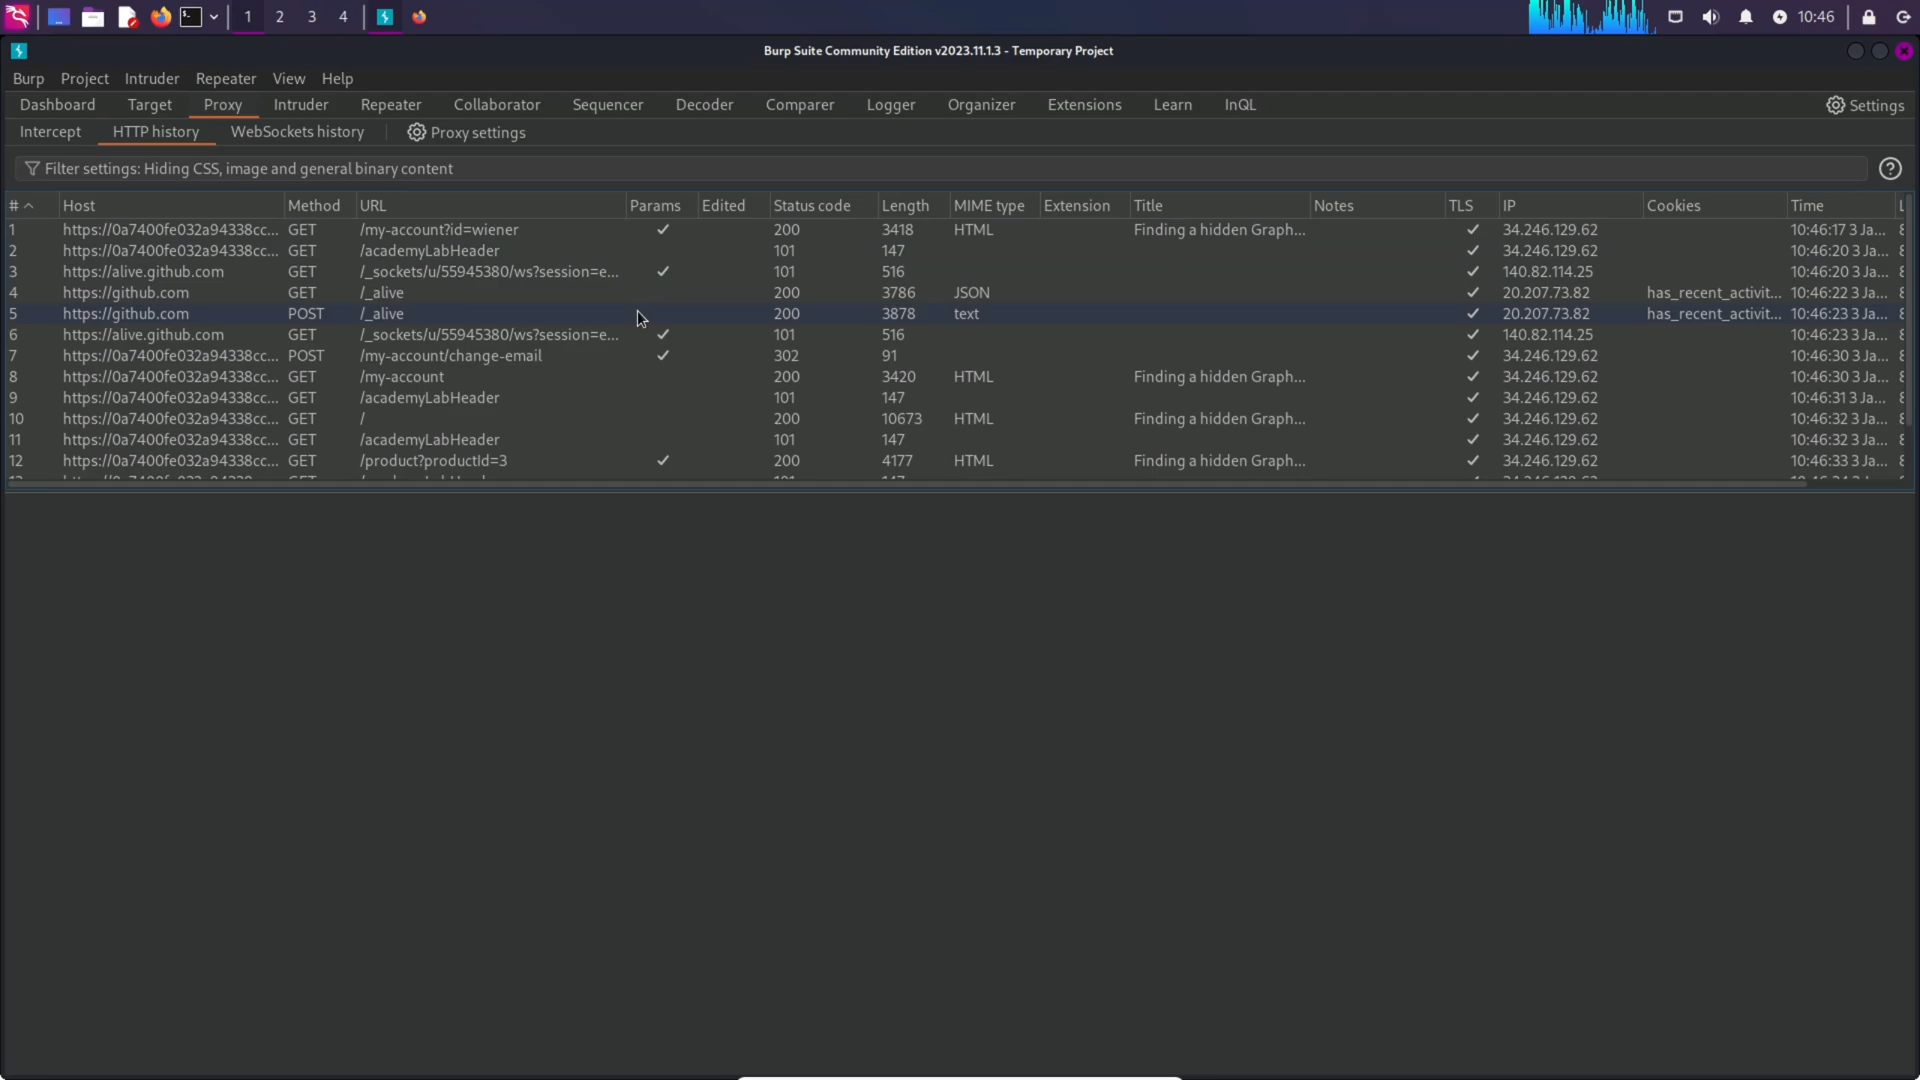 1 2 3 4 10:46
Burp Suite Community Edition v2023.11.1.3 - Temporary Project
Burp Project Intruder Repeater View Help
Dashboard Target Proxy Intruder Repeater Collaborator Sequencer Decoder Comparer Logger Organizer Extensions Learn InQL Settings
Intercept HTTP history WebSockets history Proxy settings
Filter settings: Hiding CSS, image and general binary content
# Host Method URL Params Edited Status code Length MIME type Extension Title Notes TLS IP Cookies Time
1 https://0a7400fe032a94338cc... GET /my-account?id=wiener ✓ 200 3418 HTML Finding a hidden Graph... ✓ 34.246.129.62 10:46:17 3 Ja...
2 https://0a7400fe032a94338cc... GET /academyLabHeader 101 147 ✓ 34.246.129.62 10:46:20 3 Ja...
3 https://alive.github.com GET /_sockets/u/55945380/ws?session=e... ✓ 101 516 ✓ 140.82.114.25 10:46:20 3 Ja...
4 https://github.com GET /_alive 200 3786 JSON ✓ 20.207.73.82 has_recent_activit... 10:46:22 3 Ja...
5 https://github.com POST /_alive 200 3878 text ✓ 20.207.73.82 has_recent_activit... 10:46:23 3 Ja...
6 https://alive.github.com GET /_sockets/u/55945380/ws?session=e... ✓ 101 516 ✓ 140.82.114.25 10:46:23 3 Ja...
7 https://0a7400fe032a94338cc... POST /my-account/change-email ✓ 302 91 ✓ 34.246.129.62 10:46:30 3 Ja...
8 https://0a7400fe032a94338cc... GET /my-account 200 3420 HTML Finding a hidden Graph... ✓ 34.246.129.62 10:46:30 3 Ja...
9 https://0a7400fe032a94338cc... GET /academyLabHeader 101 147 ✓ 34.246.129.62 10:46:31 3 Ja...
10 https://0a7400fe032a94338cc... GET / 200 10673 HTML Finding a hidden Graph... ✓ 34.246.129.62 10:46:32 3 Ja...
11 https://0a7400fe032a94338cc... GET /academyLabHeader 101 147 ✓ 34.246.129.62 10:46:32 3 Ja...
12 https://0a7400fe032a94338cc... GET /product?productId=3 ✓ 200 4177 HTML Finding a hidden Graph... ✓ 34.246.129.62 10:46:33 3 Ja...